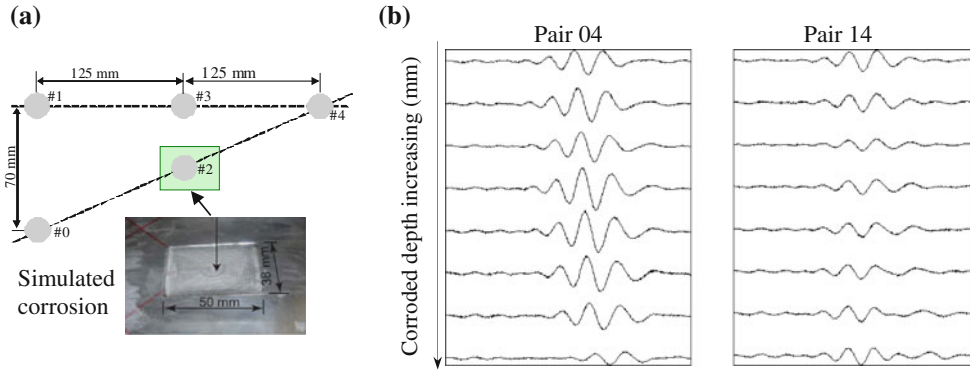 (a)
125 mm
125 mm
#1
#3
#4
70 mm
#2
#0
Simulated
corrosion
38 mm
50 mm
(b)
Pair 04
Pair 14
Corroded depth increasing (mm)